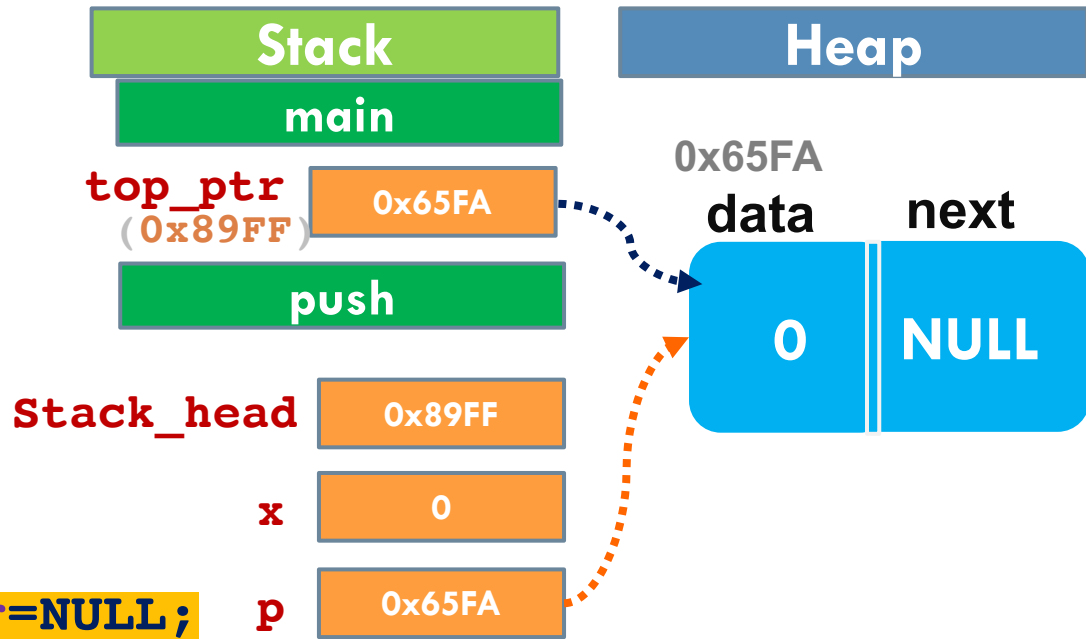 Stack
Heap
main
top_ptr
(0x89FF)
0x65FA
0x65FA
data next
push
0 NULL
Stack_head 0x89FF
x 0
=NULL; p 0x65FA